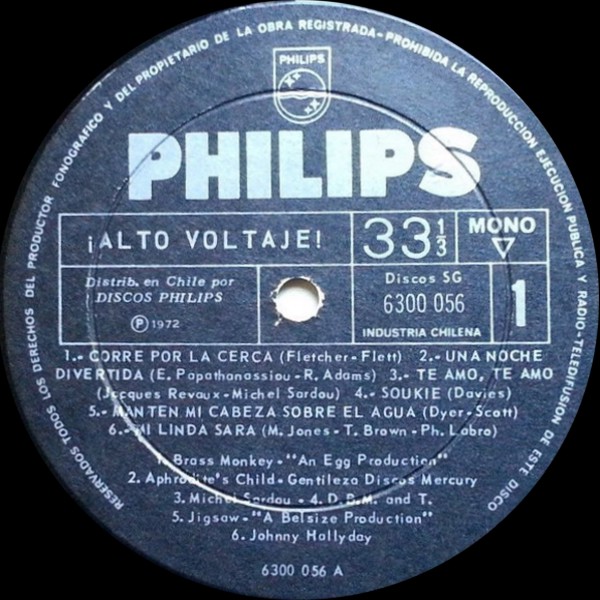 RESERVADOS TODOS LOS DERECHOS DEL PRODUCTOR FONOGRAFICO Y DEL PROPIETARIO DE LA OBRA REGISTRADA-PROHIBIDA LA REPRODUCCION EJECUCION PUBLICA Y RADIO-TELEDIFUSION DE ESTE DISCO
PHILIPS
PHILIPS
¡ALTO VOLTAJE!
33 1/3
MONO
Distrib. en Chile por
DISCOS PHILIPS
Ⓟ 1972
Discos SG
6300 056
INDUSTRIA CHILENA
1
1.- CORRE POR LA CERCA (Fletcher-Flett) 2.- UNA NOCHE
DIVERTIDA (E. Papathanassiou-R. Adams) 3.- TE AMO, TE AMO
(Jacques Revaux-Michel Sardou) 4.- SOUKIE (Davies)
5.- MANTEN MI CABEZA SOBRE EL AGUA (Dyer-Scott)
6.- MI LINDA SARA (M. Jones-T. Brown-Ph. Labro)
1. Brass Monkey-"An Egg Production"
2. Aphrodite's Child-Gentileza Discos Mercury
3. Michel Sardou - 4. D.B.M. and T.
5. Jigsaw-"A Belsize Production"
6. Johnny Hallyday
6300 056 A